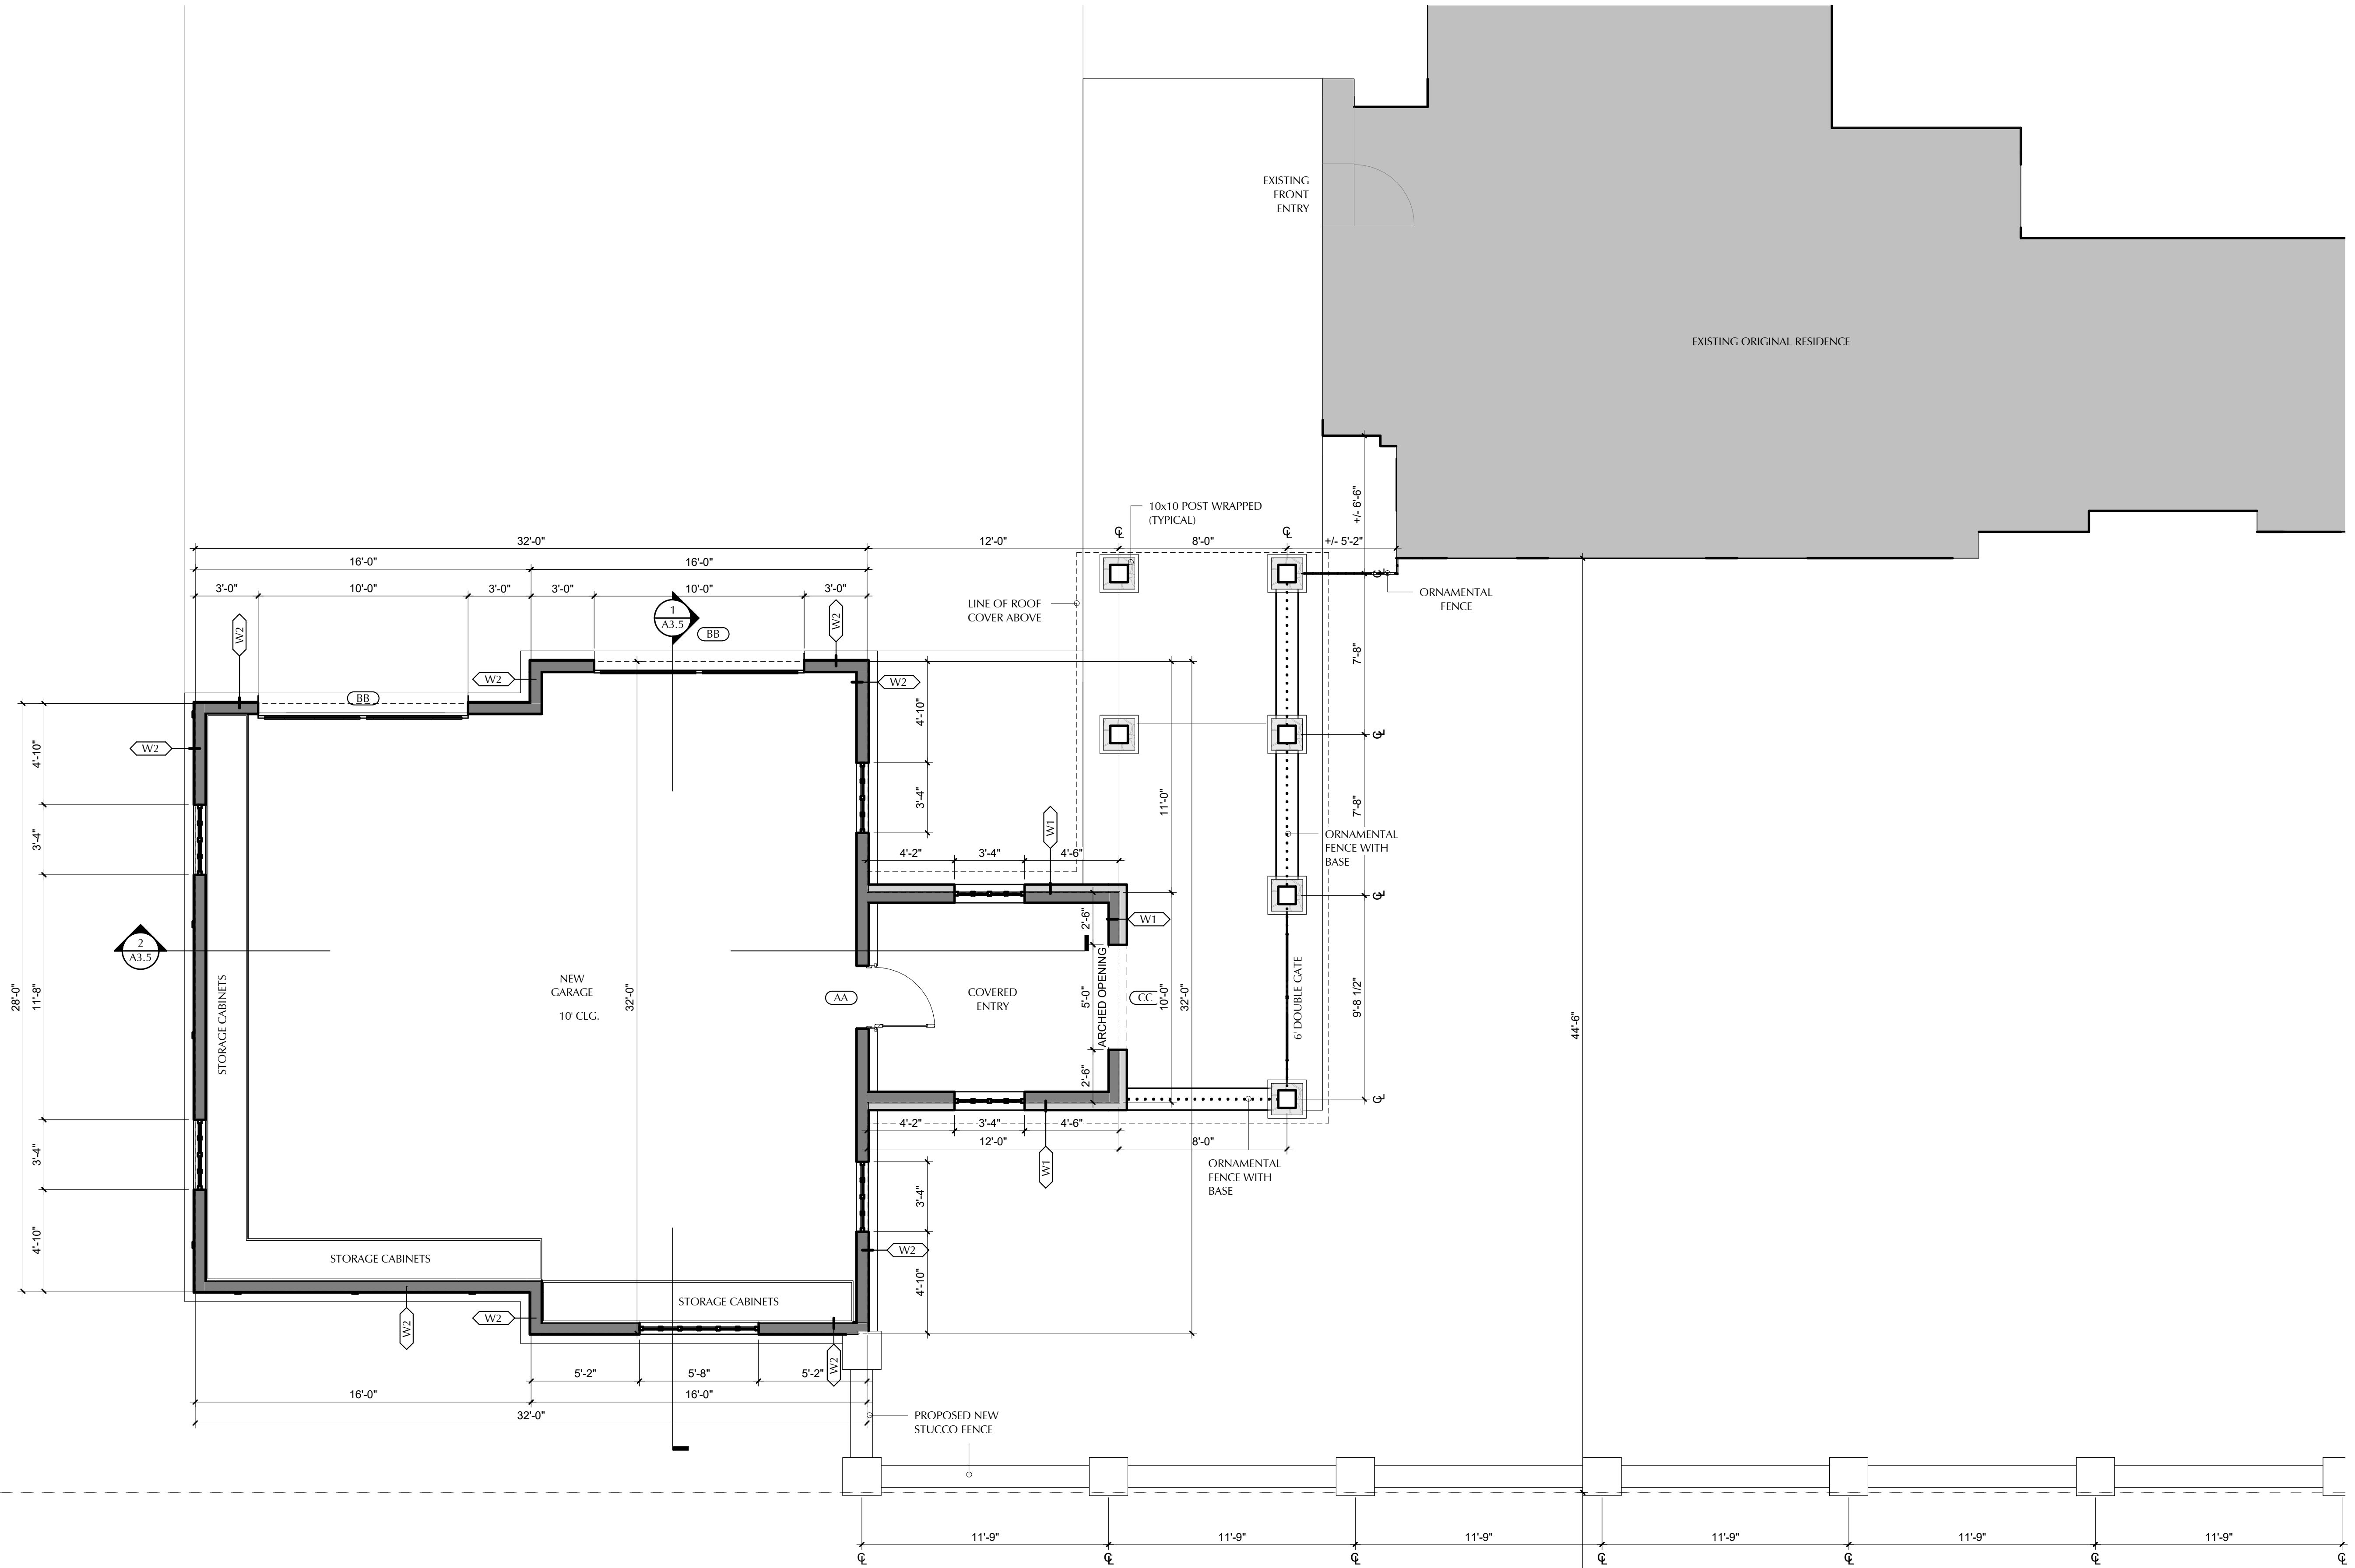 EXISTING
FRONT
ENTRY
EXISTING ORIGINAL RESIDENCE
10x10 POST WRAPPED
(TYPICAL)
+/- 6'-6"
℄
℄
32'-0"
12'-0"
8'-0"
+/- 5'-2"
16'-0"
16'-0"
℄
3'-0"
10'-0"
3'-0"
3'-0"
10'-0"
3'-0"
ORNAMENTAL
FENCE
LINE OF ROOF
COVER ABOVE
1
A3.5
BB
W2
W2
7'-8"
W2
W2
BB
4'-10"
℄
W2
4'-10"
3'-4"
11'-0"
7'-8"
3'-4"
W1
ORNAMENTAL
FENCE WITH
BASE
4'-2"
3'-4"
4'-6"
℄
2'-6"
W1
2
A3.5
28'-0"
11'-8"
STORAGE CABINETS
NEW
GARAGE
10' CLG.
32'-0"
AA
COVERED
ENTRY
5'-0"
ARCHED OPENING
CC
10'-0"
32'-0"
6' DOUBLE GATE
9'-8 1/2"
44'-6"
2'-6"
℄
4'-2"
3'-4"
4'-6"
12'-0"
8'-0"
3'-4"
W1
ORNAMENTAL
FENCE WITH
BASE
3'-4"
4'-10"
STORAGE CABINETS
W2
4'-10"
STORAGE CABINETS
W2
W2
W2
5'-2"
5'-8"
5'-2"
16'-0"
16'-0"
32'-0"
PROPOSED NEW
STUCCO FENCE
11'-9"
11'-9"
11'-9"
11'-9"
11'-9"
11'-9"
℄
℄
℄
℄
℄
℄
℄